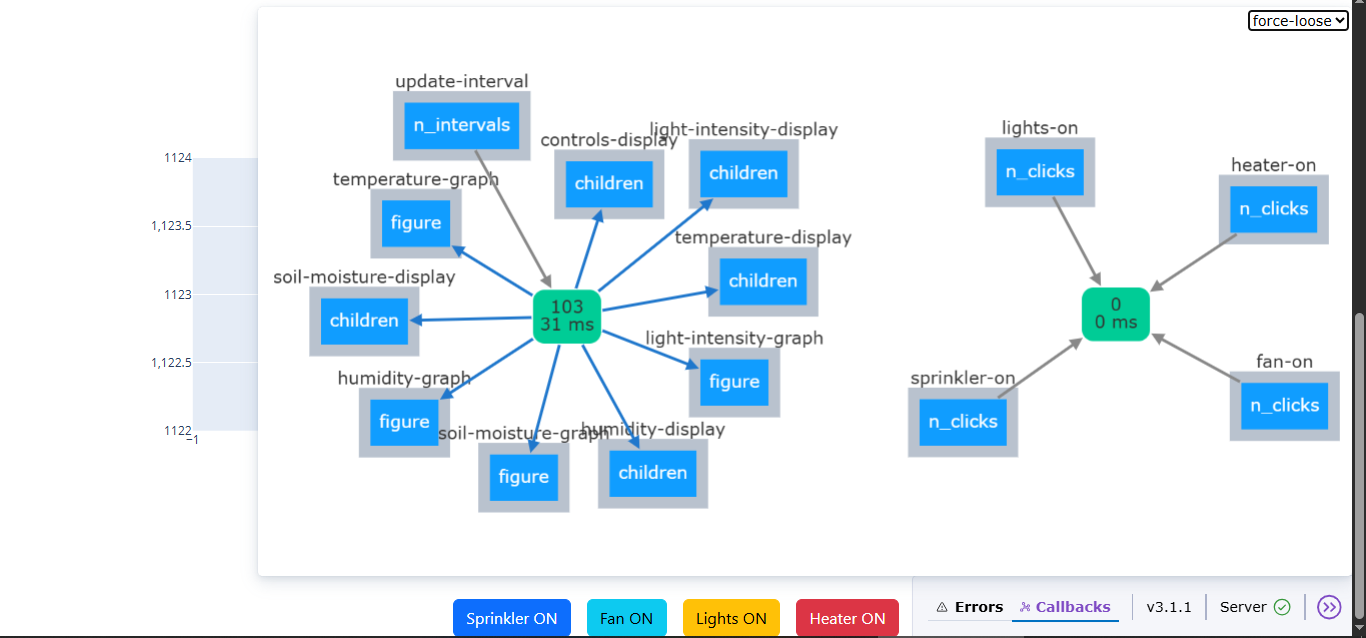 force-loose
update-interval
n_intervals
controls-display
children
light-intensity-display
children
temperature-graph
figure
temperature-display
children
soil-moisture-display
children
103
31 ms
light-intensity-graph
figure
humidity-graph
figure
soil-moisture-graph
figure
humidity-display
children
lights-on
n_clicks
heater-on
n_clicks
0
0 ms
sprinkler-on
n_clicks
fan-on
n_clicks
1124
1,123.5
1123
1,122.5
1122
−1
Sprinkler ON
Fan ON
Lights ON
Heater ON
Errors
Callbacks
v3.1.1
Server